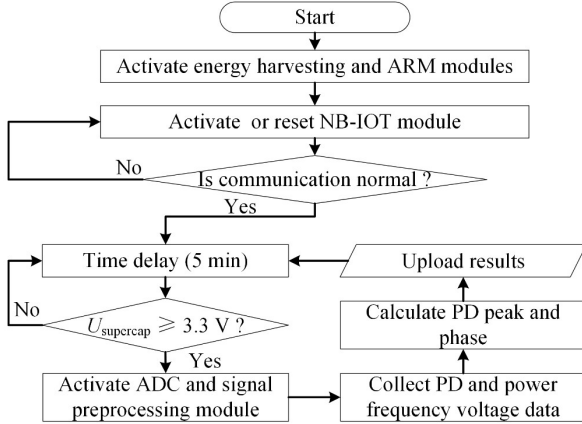 Start
Activate energy harvesting and ARM modules
Activate or reset NB-IOT module
No
Is communication normal ?
Yes
Time delay (5 min)
Upload results
No
U_supercap ⩾ 3.3 V ?
Calculate PD peak and
phase
Yes
Activate ADC and signal
preprocessing module
Collect PD and power
frequency voltage data